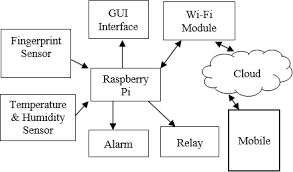 GUI
Interface
Wi-Fi
Module
Fingerprint
Sensor
Cloud
Raspberry
Pi
Temperature
& Humidity
Sensor
Alarm
Relay
Mobile